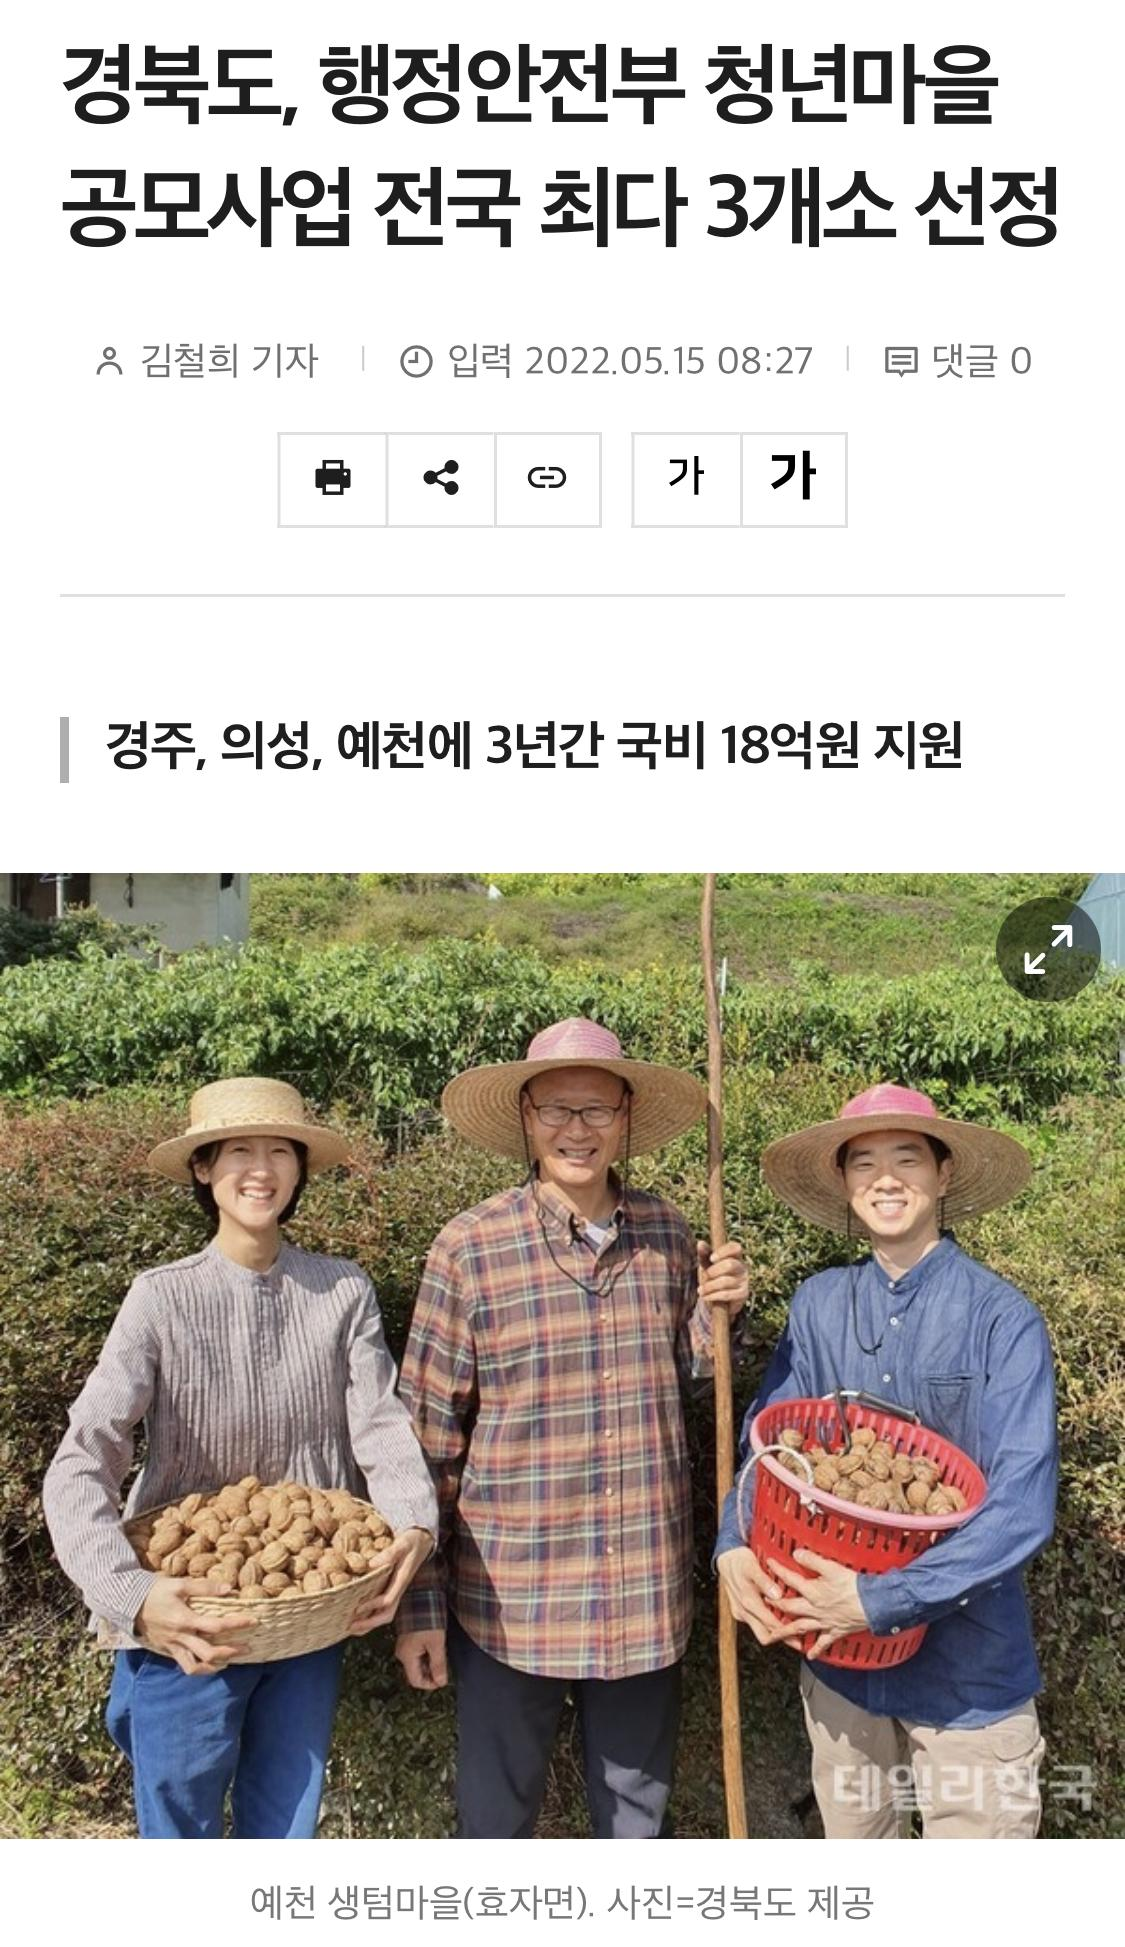 경북도, 행정안전부 청년마을
공모사업 전국 최다 3개소 선정
김철희 기자 입력 2022.05.15 08:27 댓글 0
가 가
경주, 의성, 예천에 3년간 국비 18억원 지원
데일리한국
예천 생텀마을(효자면). 사진=경북도 제공